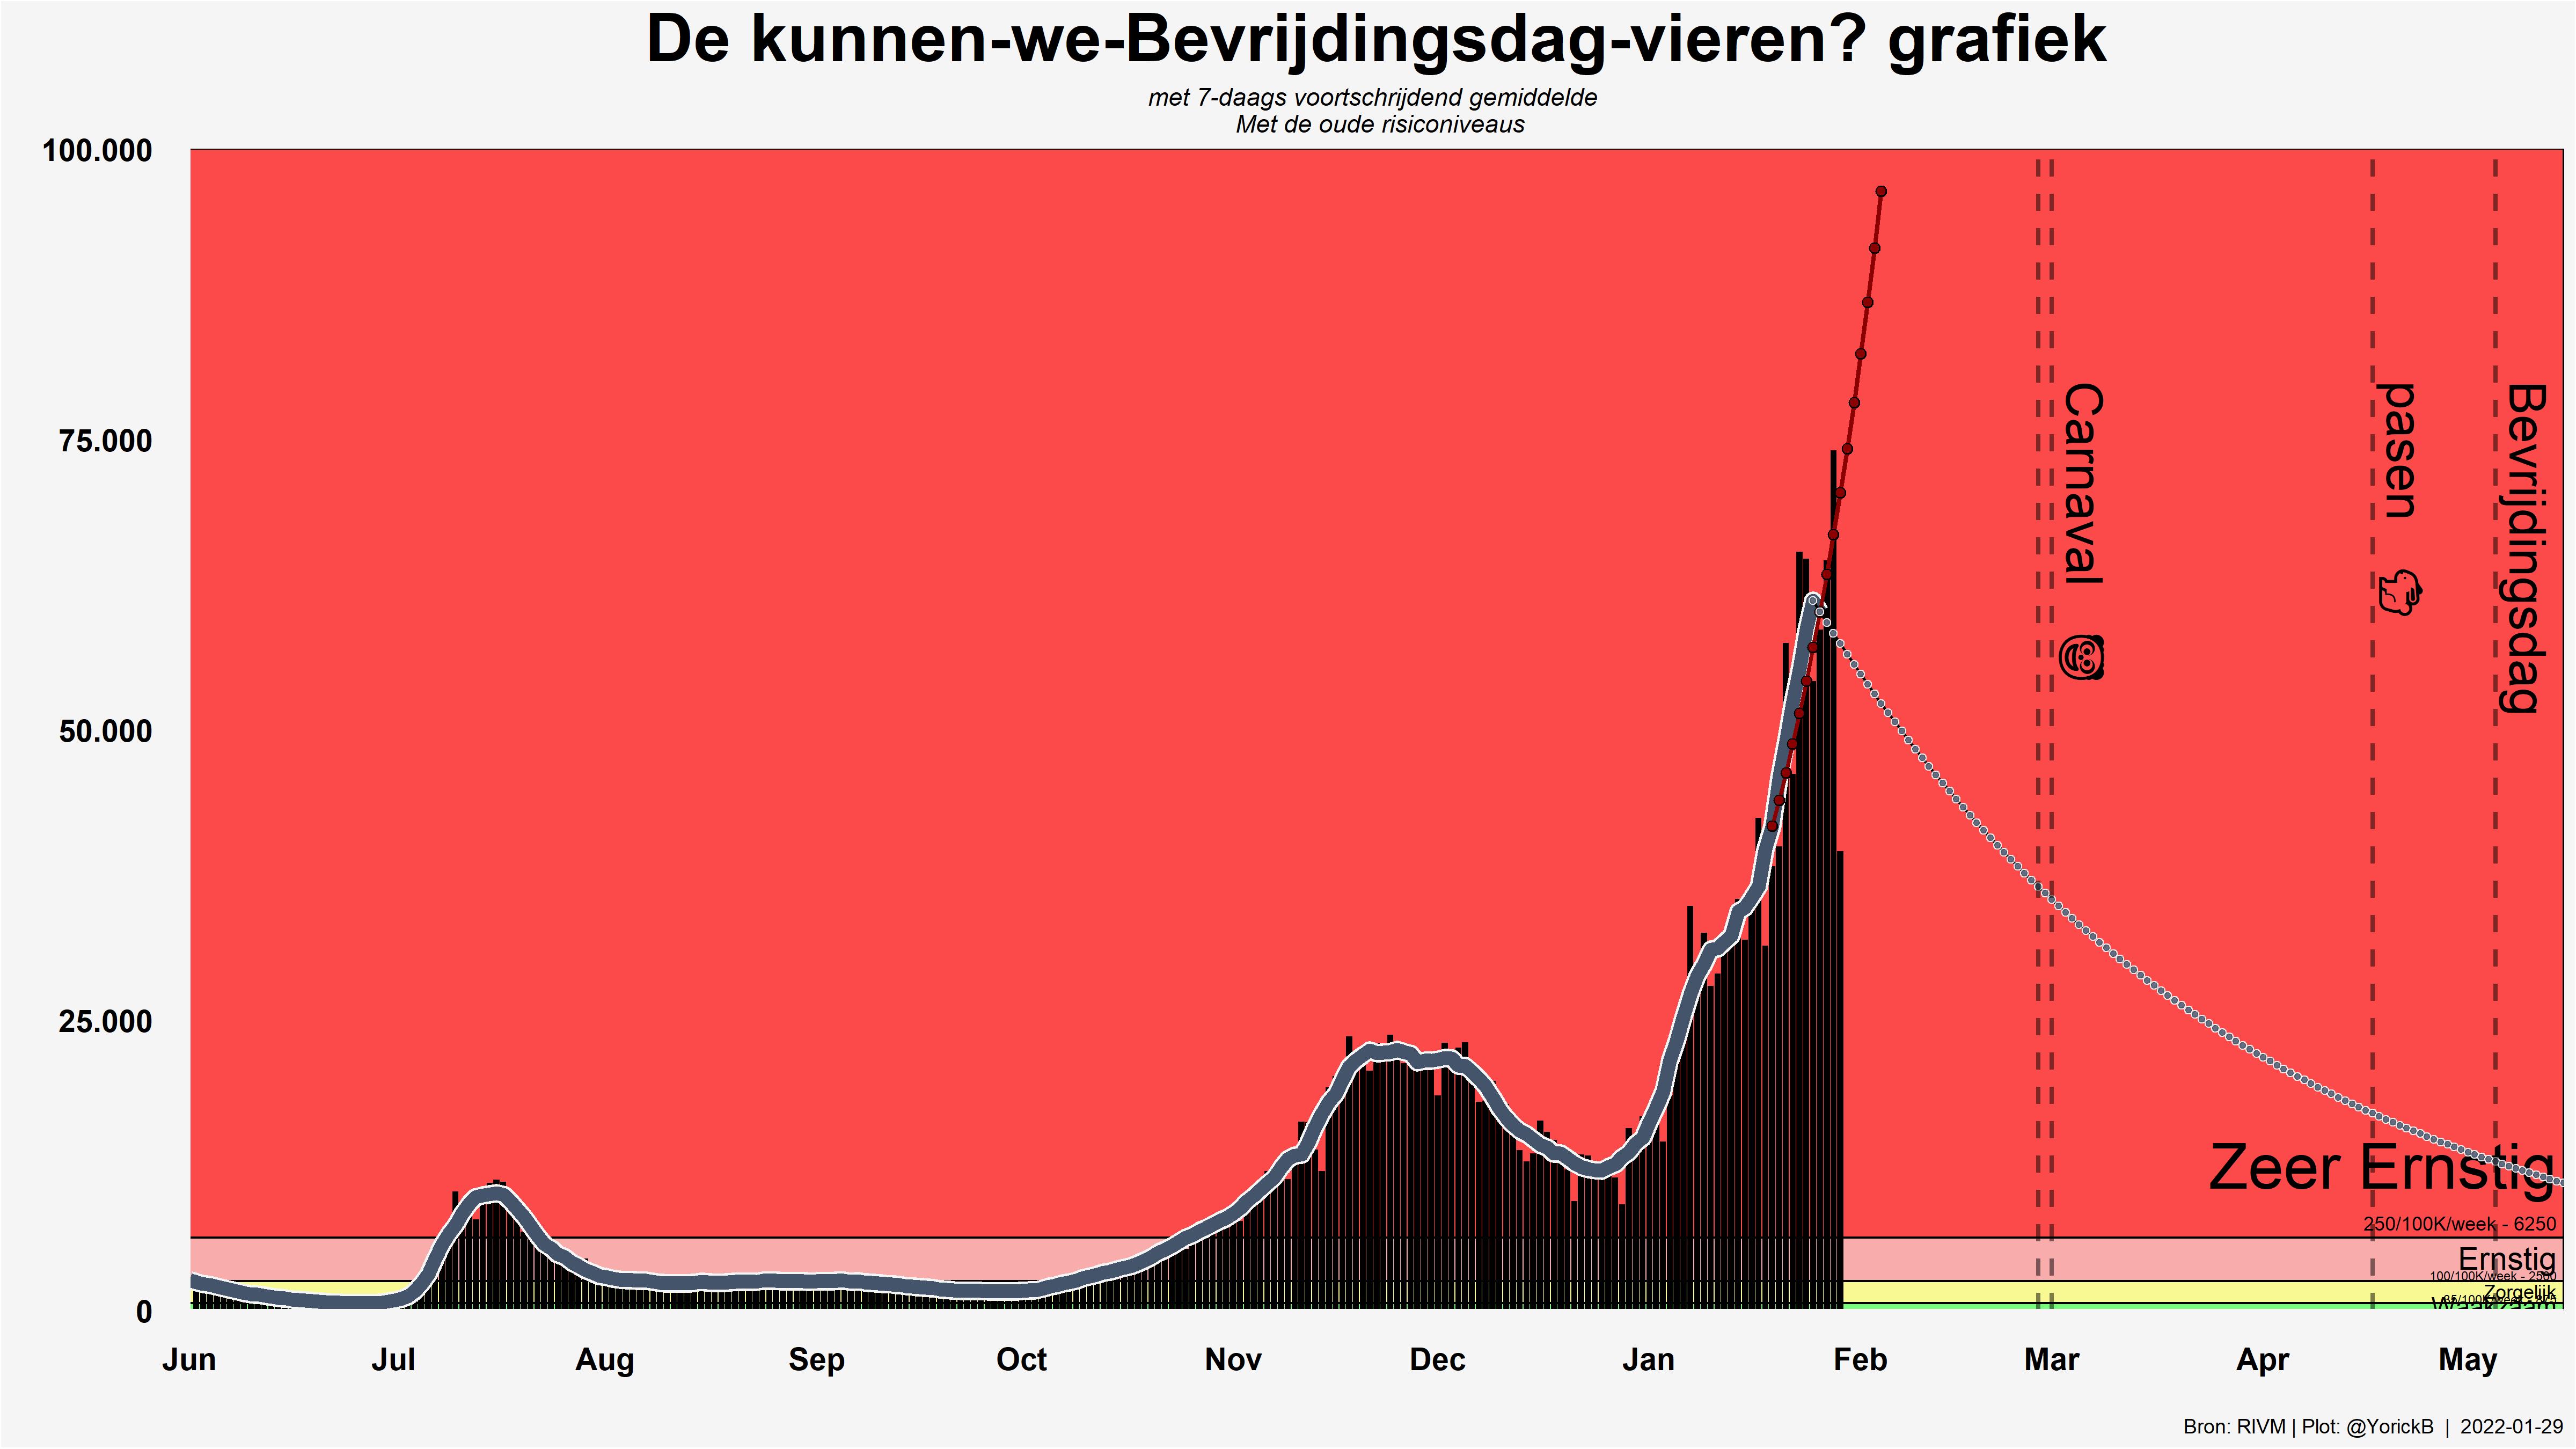 De kunnen-we-Bevrijdingsdag-vieren? grafiek
met 7-daags voortschrijdend gemiddelde
Met de oude risiconiveaus
100.000
75.000
50.000
25.000
0
Carnaval
pasen
Bevrijdingsdag
Zeer Ernstig
250/100K/week - 6250
Ernstig
100/100K/week - 2500
Zorgelijk
Waakzaam
Jun Jul Aug Sep Oct Nov Dec Jan Feb Mar Apr May
Bron: RIVM | Plot: @YorickB | 2022-01-29